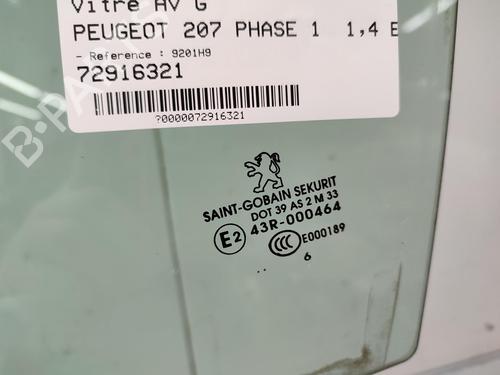 Vitre AV G
PEUGEOT 207 PHASE 1 1,4 E
- Reference : 9201H9
72916321
?0000072916321
B-PARTS
SAINT-GOBAIN SEKURIT
DOT 39 AS 2 M 33
E2 43R-000464
CCC E000189
6